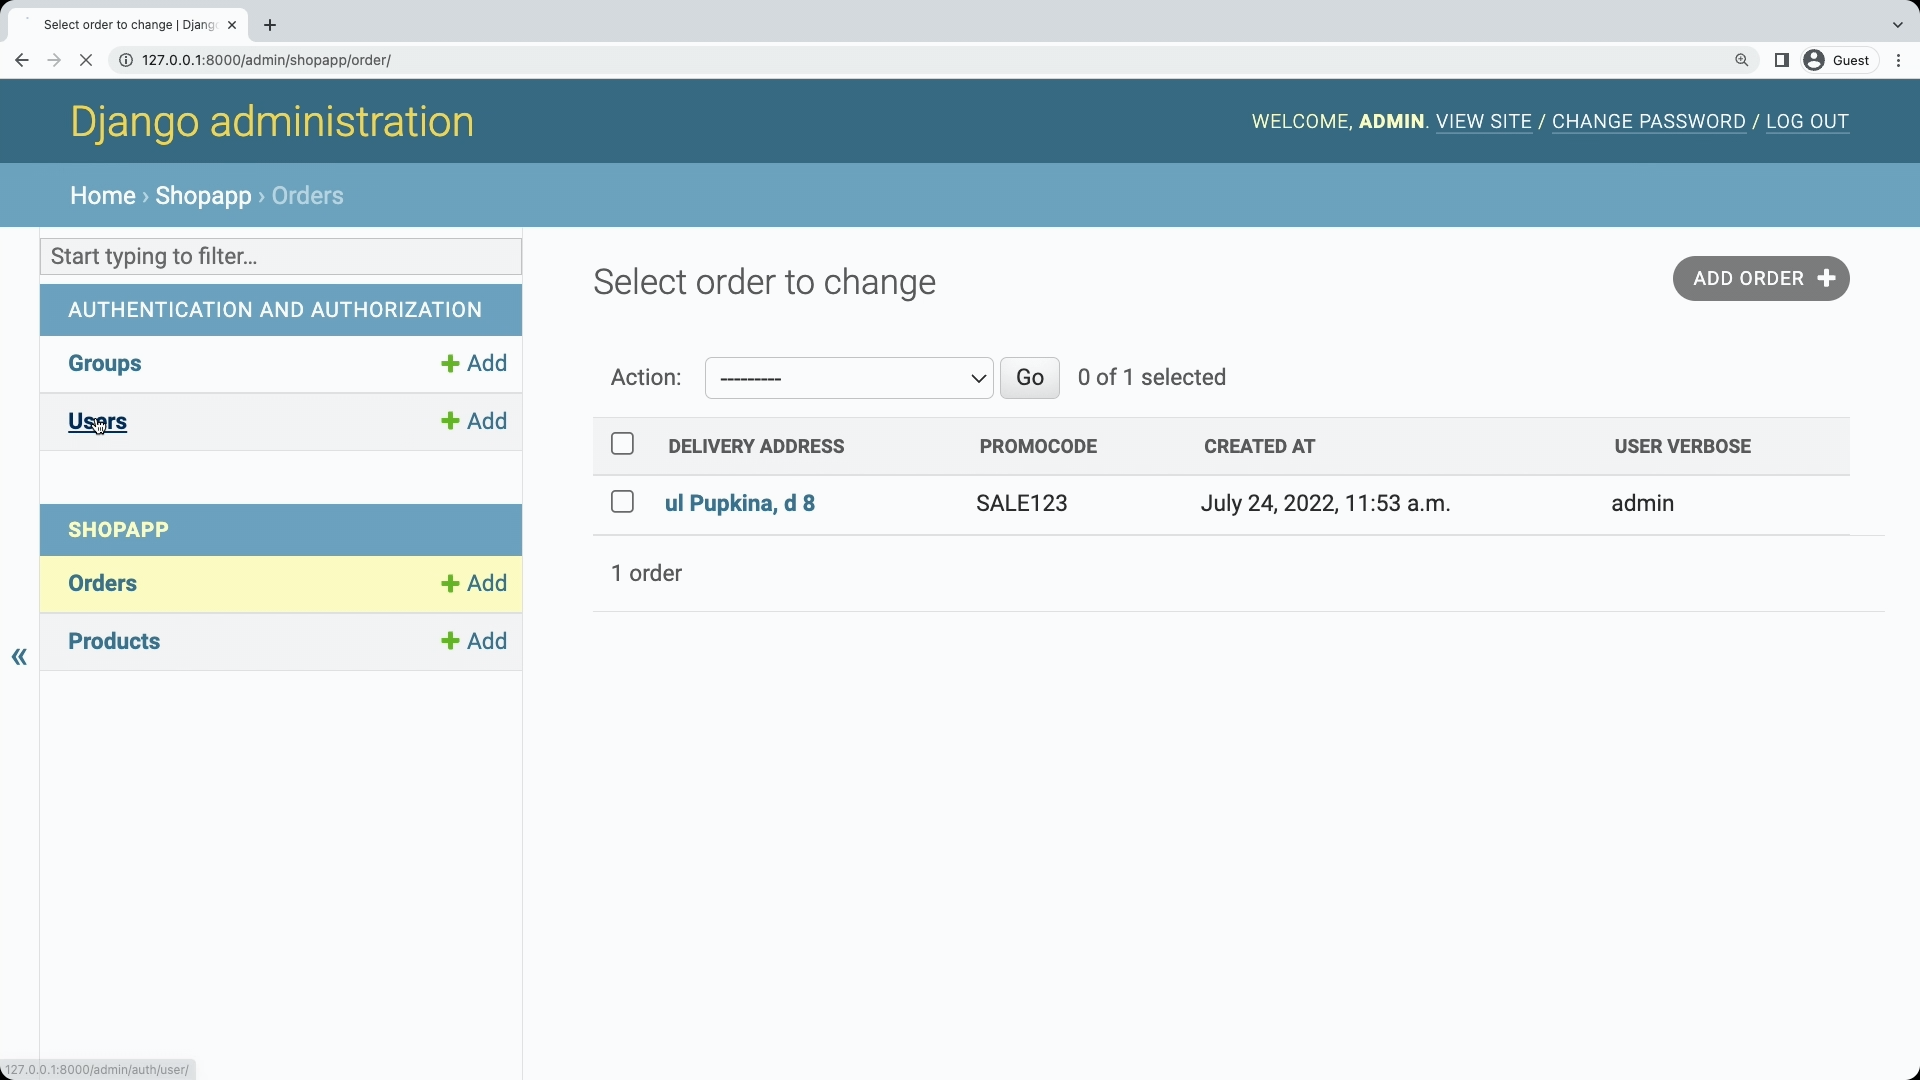 Select order to change | Djang
127.0.0.1:8000/admin/shopapp/order/
Guest
Django administration
WELCOME, ADMIN. VIEW SITE / CHANGE PASSWORD / LOG OUT
Home › Shopapp › Orders
Start typing to filter…
AUTHENTICATION AND AUTHORIZATION
Groups + Add
Users + Add
SHOPAPP
Orders + Add
Products + Add
«
Select order to change
ADD ORDER +
Action: --------- Go 0 of 1 selected
DELIVERY ADDRESS PROMOCODE CREATED AT USER VERBOSE
ul Pupkina, d 8 SALE123 July 24, 2022, 11:53 a.m. admin
1 order
127.0.0.1:8000/admin/auth/user/